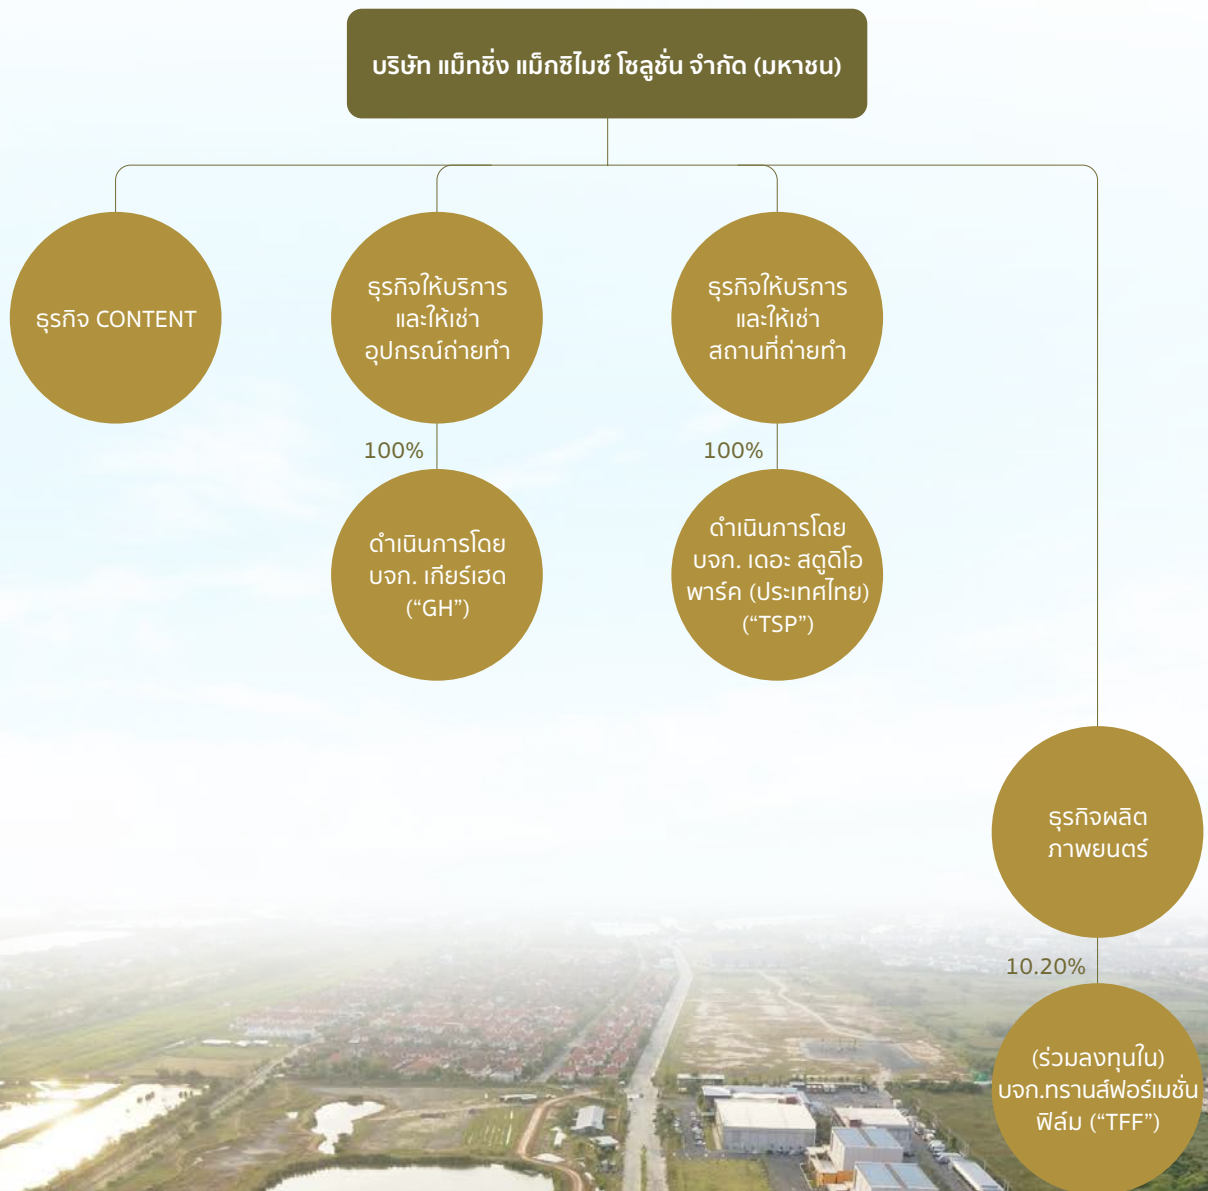 บริษัท แม็ทชิ่ง แม็กซิไมซ์ โซลูชั่น จำกัด (มหาชน)
ธุรกิจ CONTENT
ธุรกิจให้บริการ
และให้เช่า
อุปกรณ์ถ่ายทำ
ธุรกิจให้บริการ
และให้เช่า
สถานที่ถ่ายทำ
100%
100%
ดำเนินการโดย
บจก. เกียร์เฮด
(“GH”)
ดำเนินการโดย
บจก. เดอะ สตูดิโอ
พาร์ค (ประเทศไทย)
(“TSP”)
ธุรกิจผลิต
ภาพยนตร์
10.20%
(ร่วมลงทุนใน)
บจก.ทรานส์ฟอร์เมชั่น
ฟิล์ม (“TFF”)